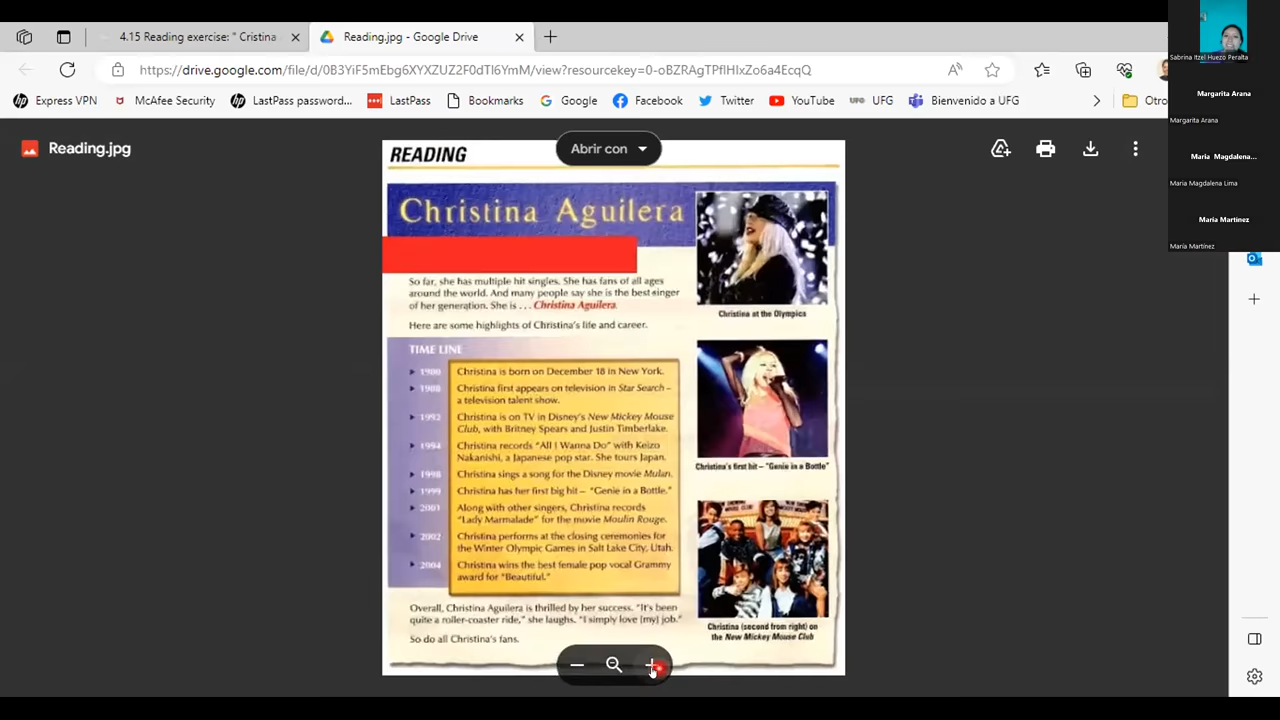 4.15 Reading exercise: " Cristina
Reading.jpg - Google Drive
https://drive.google.com/file/d/0B3YiF5mEbg6XYXZUZ2F0dTI6YmM/view?resourcekey=0-oBZRAgTPflHIxZo6a4EcqQ
Express VPN
McAfee Security
LastPass password...
LastPass
Bookmarks
Google
Facebook
Twitter
YouTube
UFG
Bienvenido a UFG
Otro
Sabrina Itzel Huezo Peralta
Margarita Arana
Margarita Arana
Maria Magdalena...
Maria Magdalena Lima
María Martínez
María Martínez
Reading.jpg
Abrir con
READING
Christina Aguilera
So far, she has multiple hit singles. She has fans of all ages
around the world. And many people say she is the best singer
of her generation. She is . . . Christina Aguilera.
Here are some highlights of Christina's life and career.
TIME LINE
1980 Christina is born on December 18 in New York.
1988 Christina first appears on television in Star Search –
a television talent show.
1992 Christina is on TV in Disney's New Mickey Mouse
Club, with Britney Spears and Justin Timberlake.
1994 Christina records "All I Wanna Do" with Keizo
Nakanishi, a Japanese pop star. She tours Japan.
1998 Christina sings a song for the Disney movie Mulan.
1999 Christina has her first big hit – "Genie in a Bottle."
2001 Along with other singers, Christina records
"Lady Marmalade" for the movie Moulin Rouge.
2002 Christina performs at the closing ceremonies for
the Winter Olympic Games in Salt Lake City, Utah.
2004 Christina wins the best female pop vocal Grammy
award for "Beautiful."
Overall, Christina Aguilera is thrilled by her success. "It's been
quite a roller-coaster ride," she laughs. "I simply love [my] job."
So do all Christina's fans.
Christina at the Olympics
Christina's first hit – "Genie in a Bottle"
Christina (second from right) on
the New Mickey Mouse Club